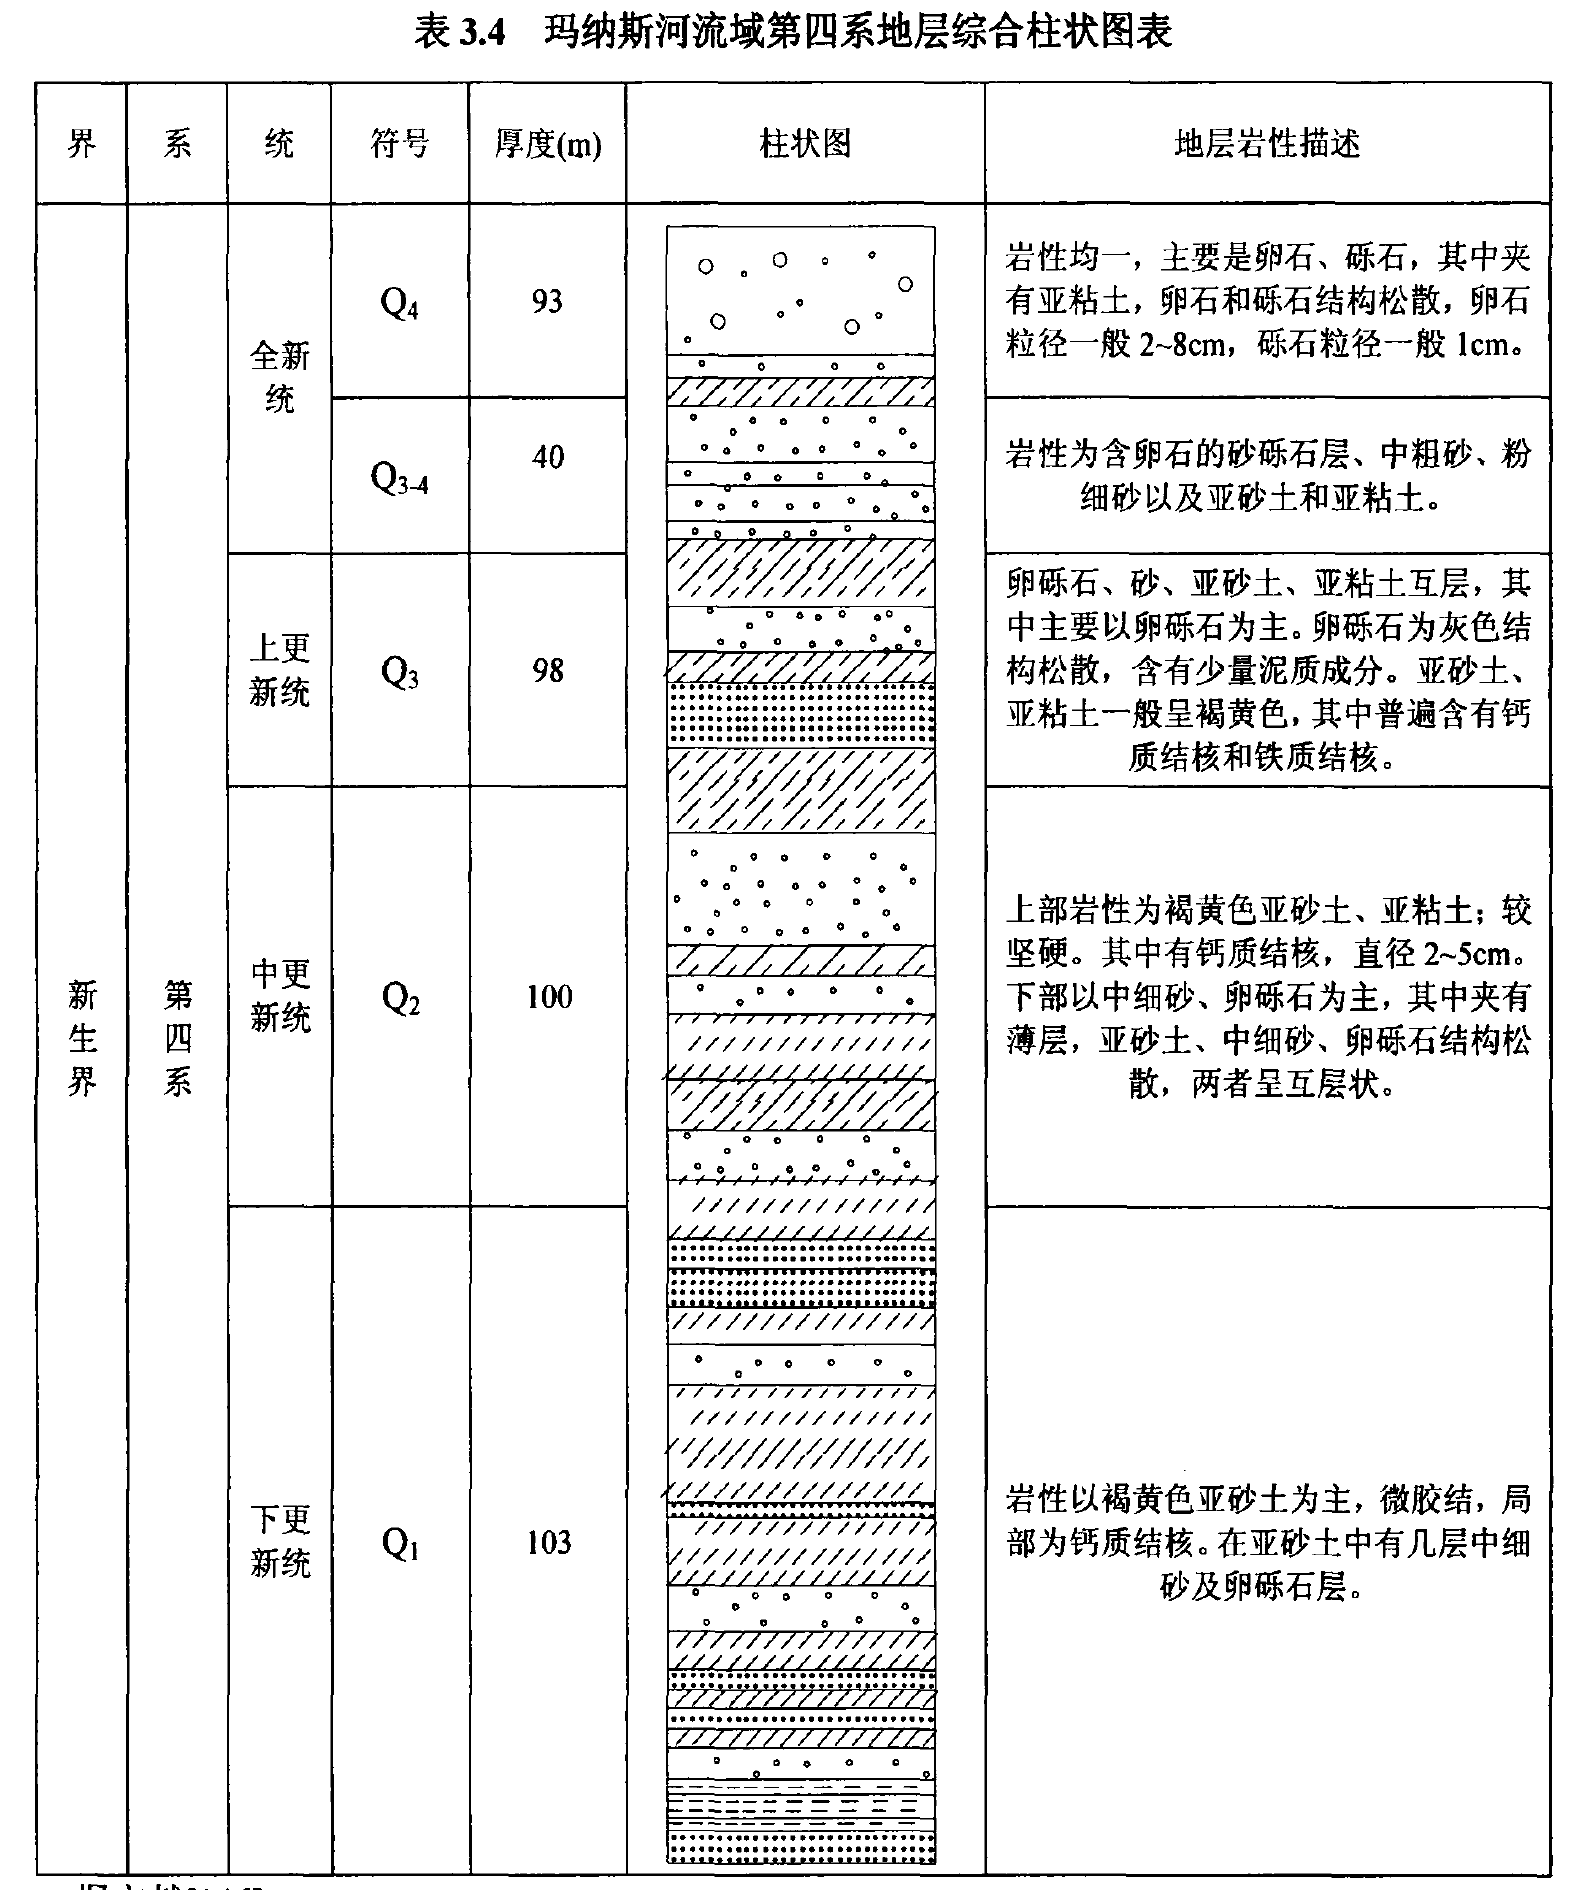 表 3.4 玛纳斯河流域第四系地层综合柱状图表
界 系 统 符号 厚度(m) 柱状图 地层岩性描述
新
生
界
第
四
系
全新
统
Q4
93
岩性均一，主要是卵石、砾石，其中夹
有亚粘土，卵石和砾石结构松散，卵石
粒径一般 2~8cm，砾石粒径一般 1cm。
Q3-4
40
岩性为含卵石的砂砾石层、中粗砂、粉
细砂以及亚砂土和亚粘土。
上更
新统
Q3
98
卵砾石、砂、亚砂土、亚粘土互层，其
中主要以卵砾石为主。卵砾石为灰色结
构松散，含有少量泥质成分。亚砂土、
亚粘土一般呈褐黄色，其中普遍含有钙
质结核和铁质结核。
中更
新统
Q2
100
上部岩性为褐黄色亚砂土、亚粘土；较
坚硬。其中有钙质结核，直径 2~5cm。
下部以中细砂、卵砾石为主，其中夹有
薄层，亚砂土、中细砂、卵砾石结构松
散，两者呈互层状。
下更
新统
Q1
103
岩性以褐黄色亚砂土为主，微胶结，局
部为钙质结核。在亚砂土中有几层中细
砂及卵砾石层。